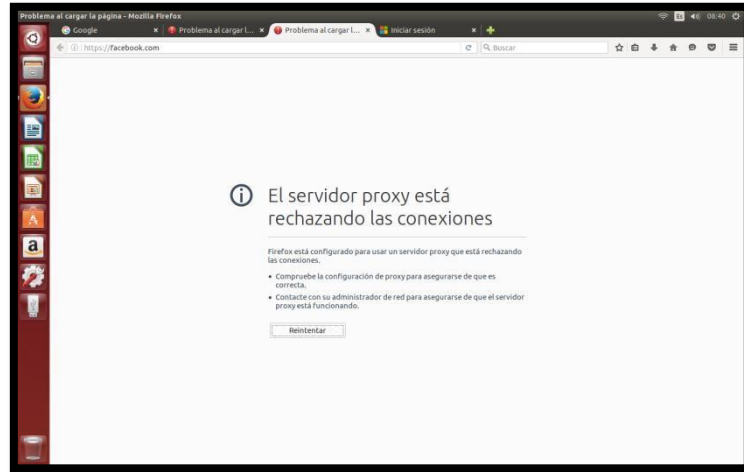 Problema al cargar la página - Mozilla Firefox
Es 08:40
Google
Problema al cargar l...
Problema al cargar l...
Iniciar sesión
https://facebook.com
Buscar
El servidor proxy está
rechazando las conexiones
Firefox está configurado para usar un servidor proxy que está rechazando
las conexiones.
• Compruebe la configuración de proxy para asegurarse de que es
correcta.
• Contacte con su administrador de red para asegurarse de que el servidor
proxy está funcionando.
Reintentar